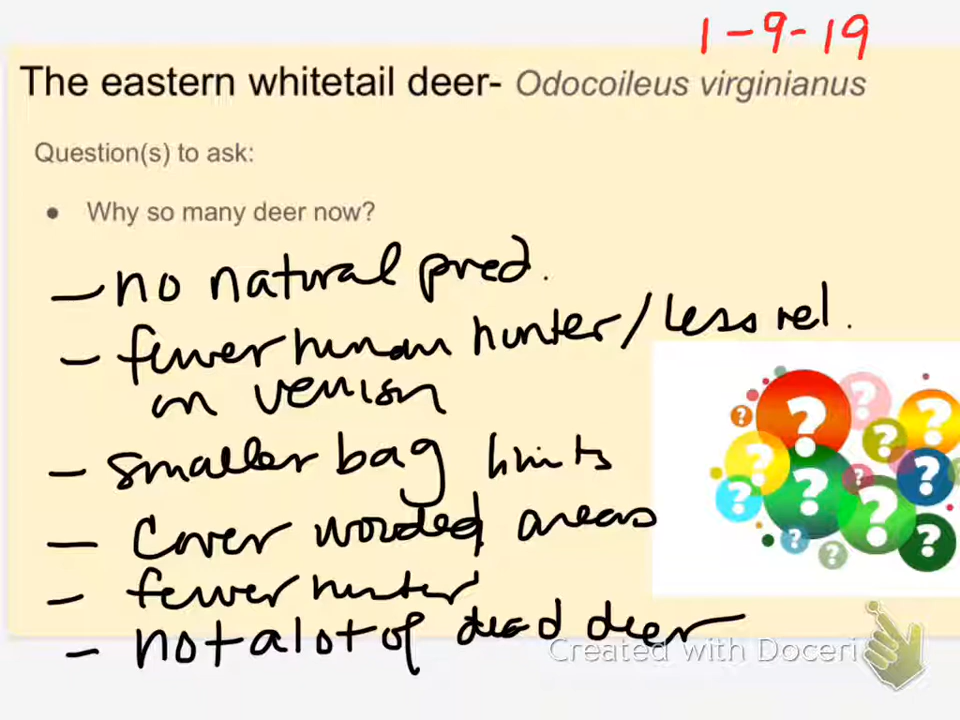 1-9-19
The eastern whitetail deer- Odocoileus virginianus
Question(s) to ask:
● Why so many deer now?
- no natural pred.
- fewer human hunter/less rel.
on venison
- smaller bag limits
- Cover wooded areas
- fewer hunter
- not a lot of dead deer
Created with Doceri